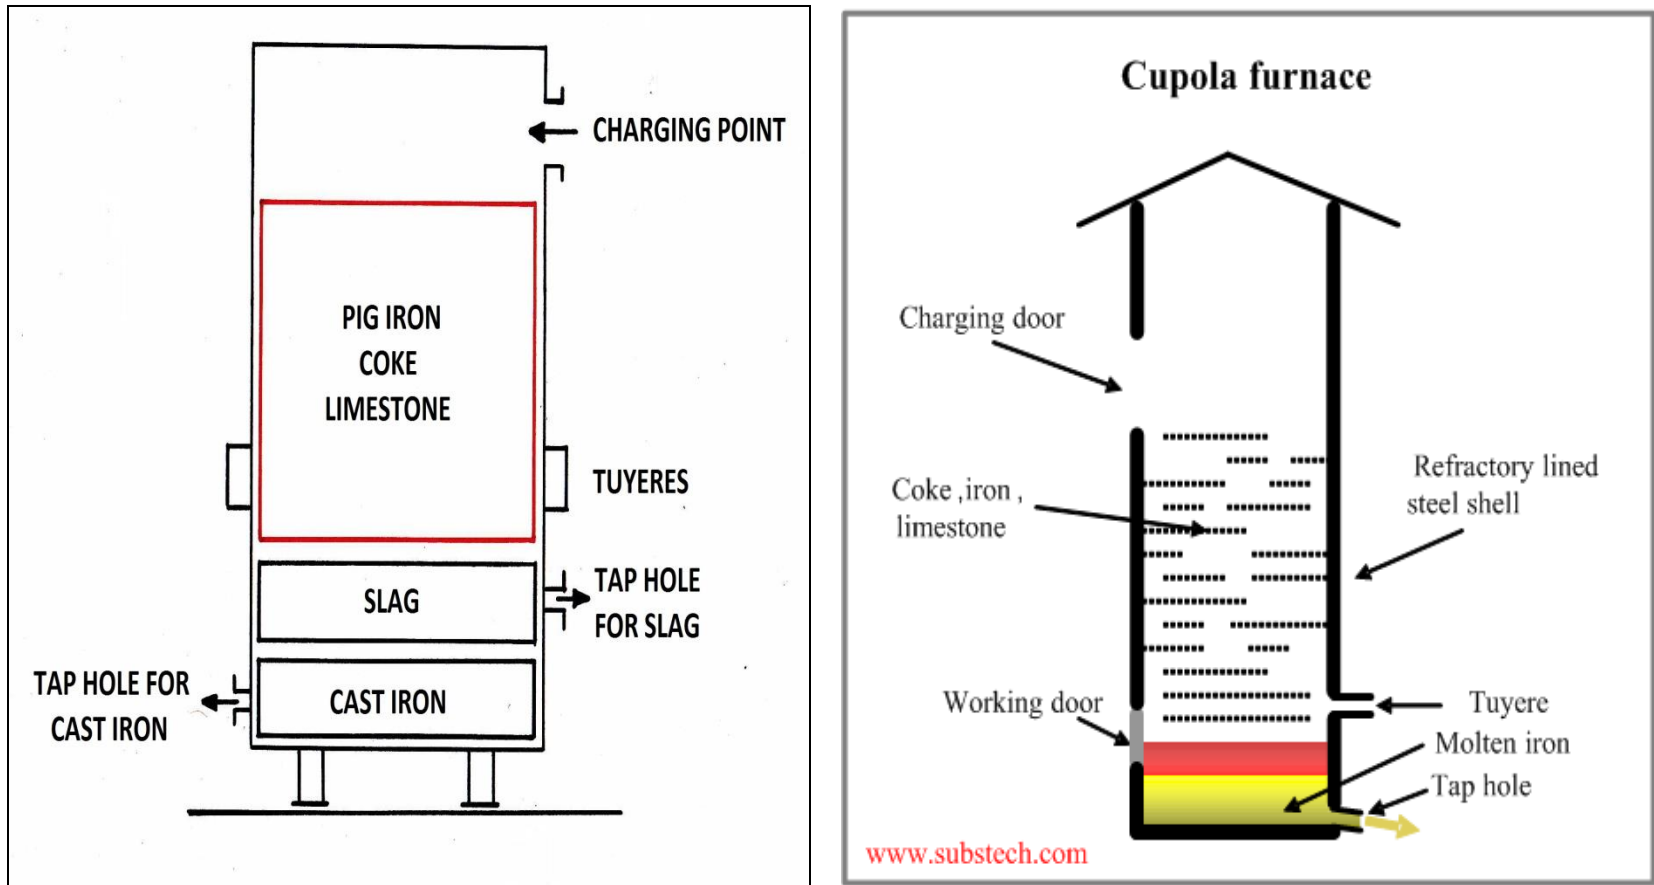 CHARGING POINT
PIG IRON
COKE
LIMESTONE
TUYERES
SLAG
TAP HOLE
FOR SLAG
TAP HOLE FOR
CAST IRON
CAST IRON
Cupola furnace
Charging door
Coke ,iron ,
limestone
Refractory lined
steel shell
Working door
Tuyere
Molten iron
Tap hole
www.substech.com